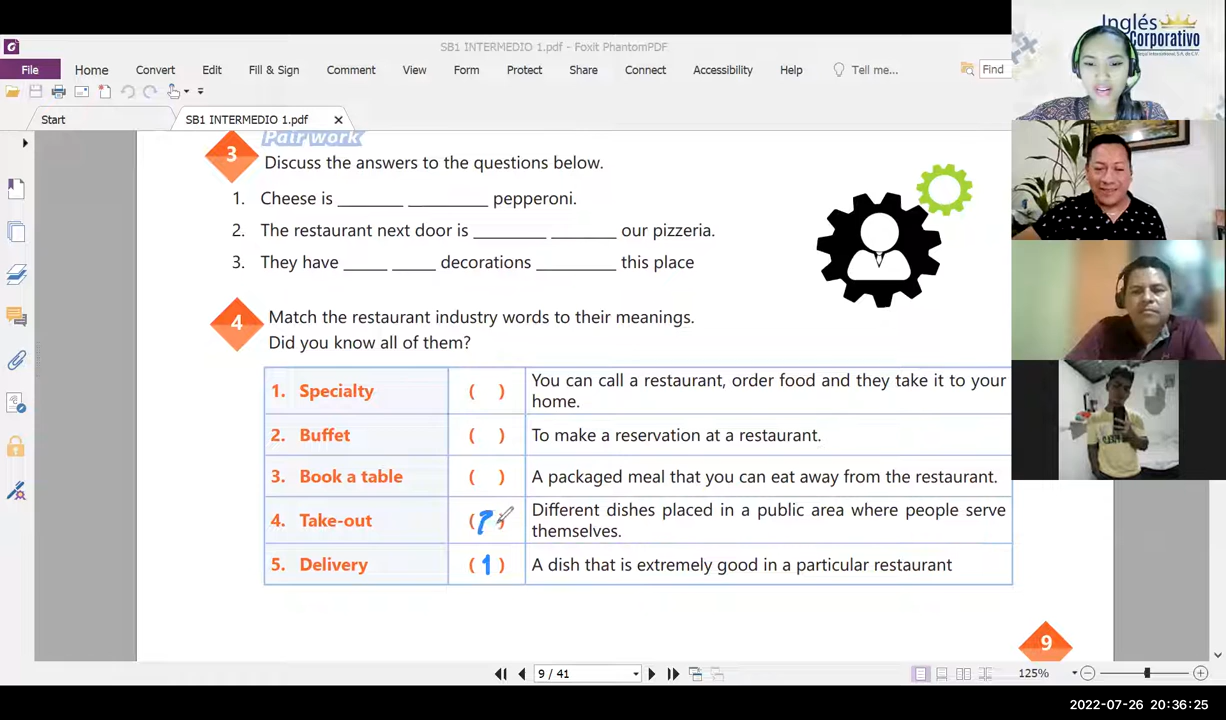 SB1 INTERMEDIO 1.pdf - Foxit PhantomPDF
File Home Convert Edit Fill & Sign Comment View Form Protect Share Connect Accessibility Help Tell me... Find
Start SB1 INTERMEDIO 1.pdf
Inglés
Corporativo
Pair work
3 Discuss the answers to the questions below.
1. Cheese is _______ _________ pepperoni.
2. The restaurant next door is ________ _______ our pizzeria.
3. They have _____ _____ decorations _________ this place
4 Match the restaurant industry words to their meanings.
Did you know all of them?
1. Specialty ( ) You can call a restaurant, order food and they take it to your
home.
2. Buffet ( ) To make a reservation at a restaurant.
3. Book a table ( ) A packaged meal that you can eat away from the restaurant.
4. Take-out ( ) Different dishes placed in a public area where people serve
themselves.
5. Delivery ( 1 ) A dish that is extremely good in a particular restaurant
9
9 / 41
125%
2022-07-26 20:36:25